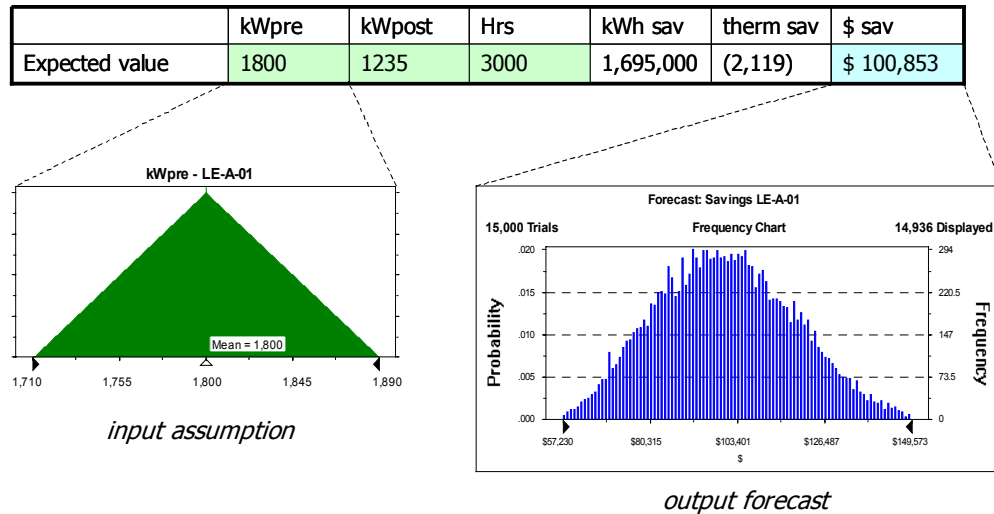 kWpre kWpost Hrs kWh sav therm sav $ sav
Expected value 1800 1235 3000 1,695,000 (2,119) $ 100,853
kWpre - LE-A-01
Mean = 1,800
1,710 1,755 1,800 1,845 1,890
input assumption
Forecast: Savings LE-A-01
15,000 Trials Frequency Chart 14,936 Displayed
Probability
.020
.015
.010
.005
.000
294
220.5
147
73.5
0
Frequency
$57,230 $80,315 $103,401 $126,487 $149,573
$
output forecast